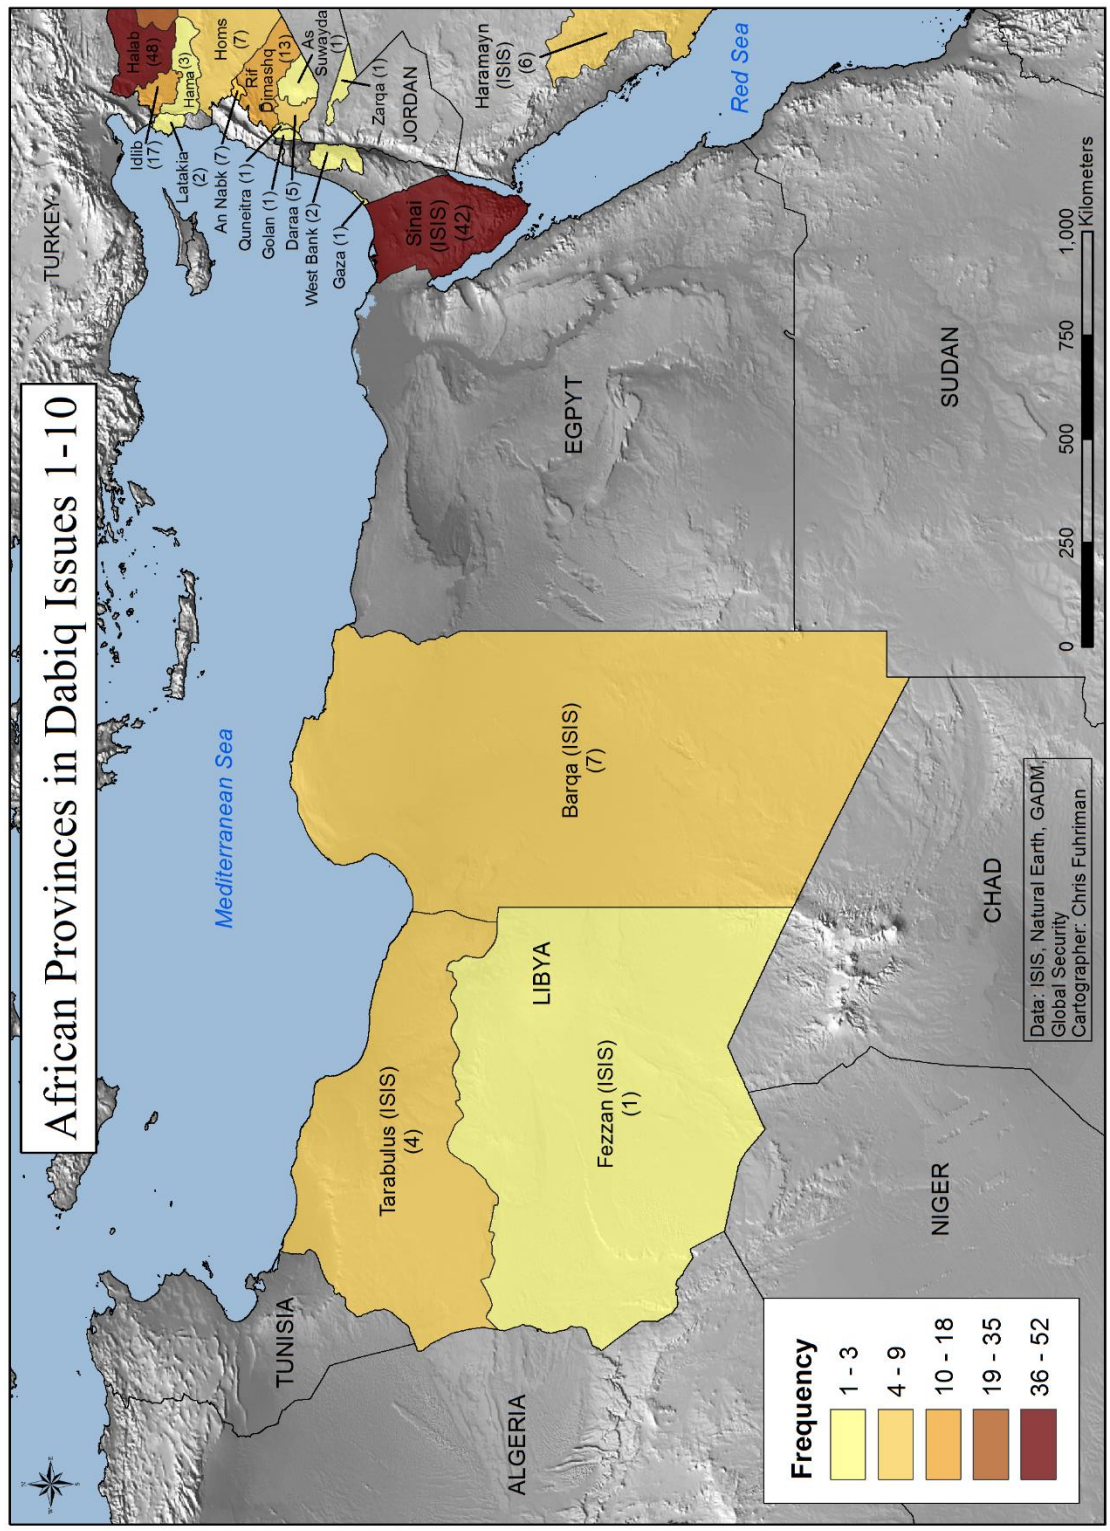 African Provinces in Dabiq Issues 1-10
TURKEY
Mediterranean Sea
Halab
(48)
Idlib
(17)
Hama (3)
Latakia
(2)
Homs
(7)
An Nabk (7)
Rif
Dimashq
(13)
Quneitra (1)
As
Suwayda
(1)
Golan (1)
Daraa (5)
West Bank (2)
Zarqa (1)
Gaza (1)
JORDAN
Sinai
(ISIS)
(42)
Haramayn
(ISIS)
(6)
Red Sea
TUNISIA
Tarabulus (ISIS)
(4)
LIBYA
Barqa (ISIS)
(7)
EGPYT
Fezzan (ISIS)
(1)
ALGERIA
NIGER
CHAD
SUDAN
Frequency
1 - 3
4 - 9
10 - 18
19 - 35
36 - 52
Data: ISIS, Natural Earth, GADM,
Global Security
Cartographer: Chris Fuhriman
0 250 500 750 1,000
Kilometers